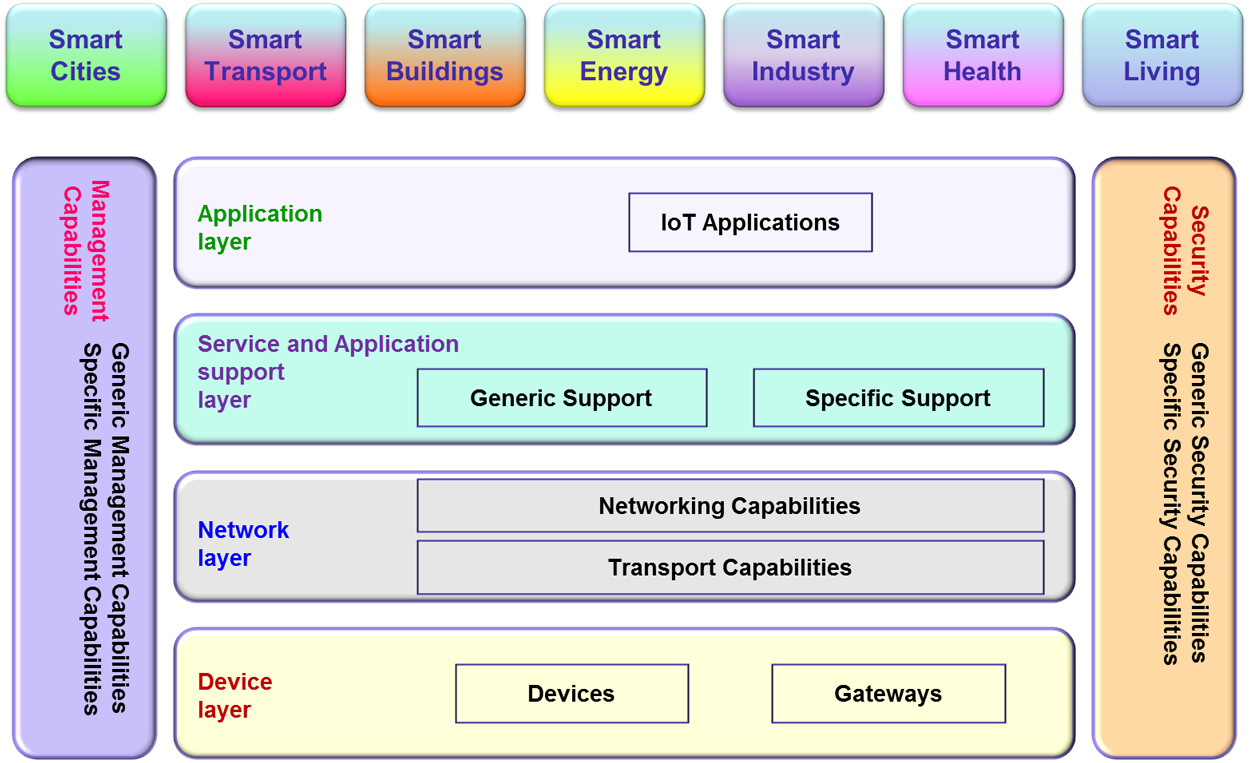 Smart
Cities
Smart
Transport
Smart
Buildings
Smart
Energy
Smart
Industry
Smart
Health
Smart
Living
Management
Capabilities
Generic Management Capabilities
Specific Management Capabilities
Application
layer
IoT Applications
Service and Application
support
layer
Generic Support
Specific Support
Network
layer
Networking Capabilities
Transport Capabilities
Device
layer
Devices
Gateways
Security
Capabilities
Generic Security Capabilities
Specific Security Capabilities